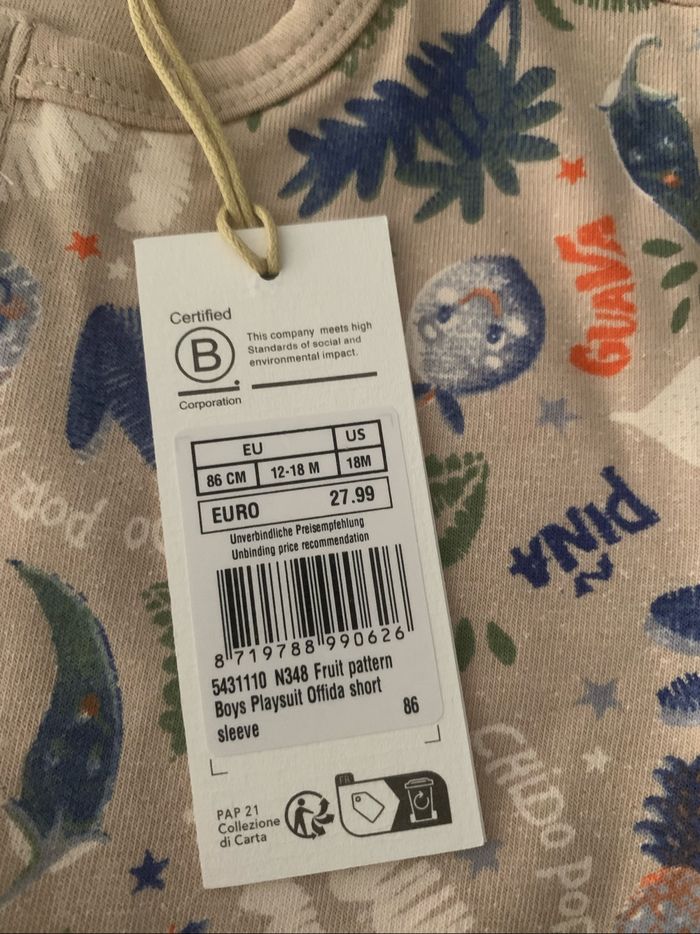 Certified
B
Corporation
This company meets high
Standards of social and
environmental impact.
EU US
86 CM 12-18 M 18M
EURO 27.99
Unverbindliche Preisempfehlung
Unbinding price recommendation
8 719788 990626
5431110 N348 Fruit pattern
Boys Playsuit Offida short
sleeve 86
PAP 21
Collezione
di Carta
FR
GUAVA
PIÑA
CHIDO POP